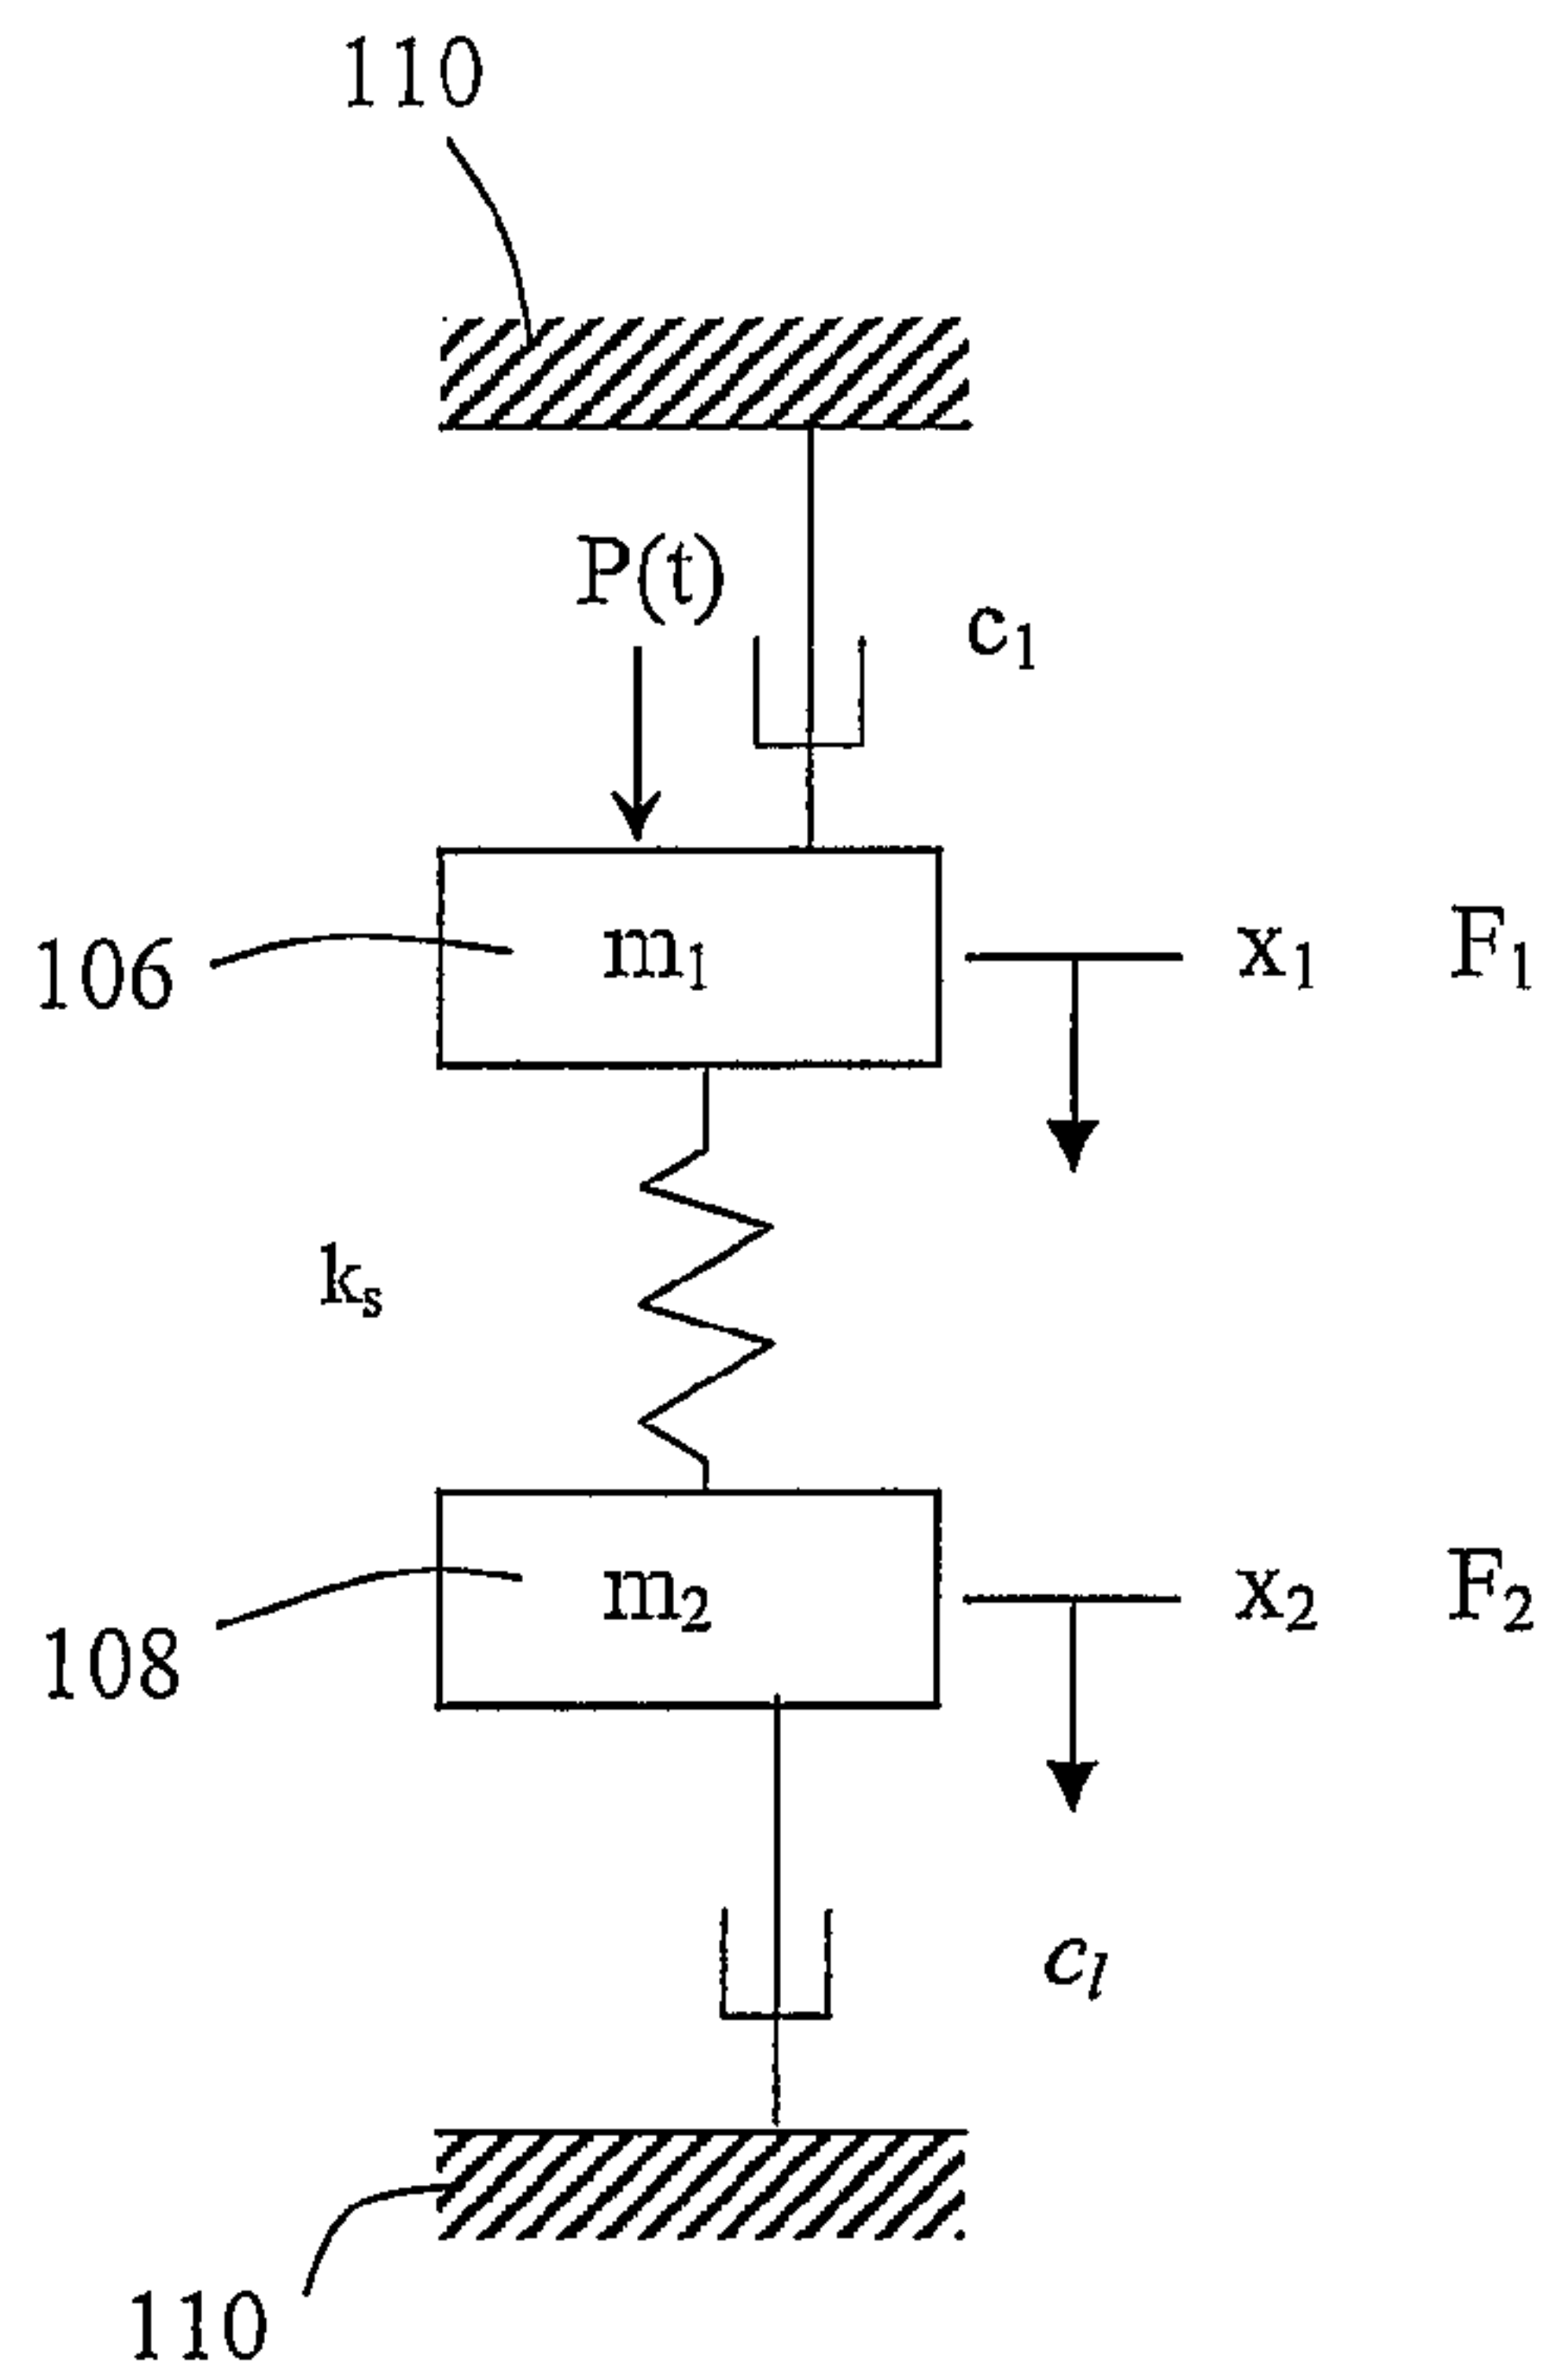 110
P(t)
c₁
106
m₁
x₁
F₁
kₛ
108
m₂
x₂
F₂
cₗ
110